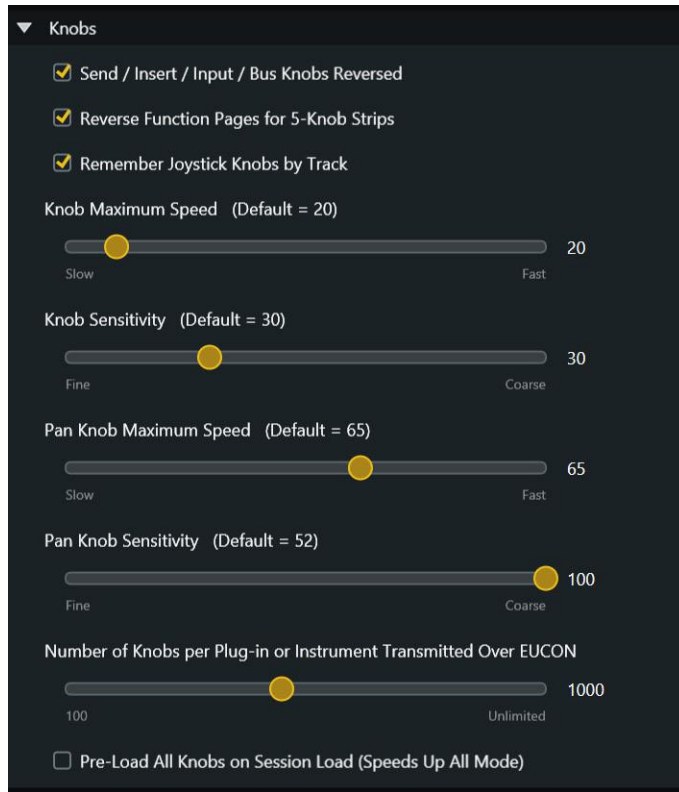 Knobs
Send / Insert / Input / Bus Knobs Reversed
Reverse Function Pages for 5-Knob Strips
Remember Joystick Knobs by Track
Knob Maximum Speed (Default = 20)
20
Slow Fast
Knob Sensitivity (Default = 30)
30
Fine Coarse
Pan Knob Maximum Speed (Default = 65)
65
Slow Fast
Pan Knob Sensitivity (Default = 52)
100
Fine Coarse
Number of Knobs per Plug-in or Instrument Transmitted Over EUCON
1000
100 Unlimited
Pre-Load All Knobs on Session Load (Speeds Up All Mode)